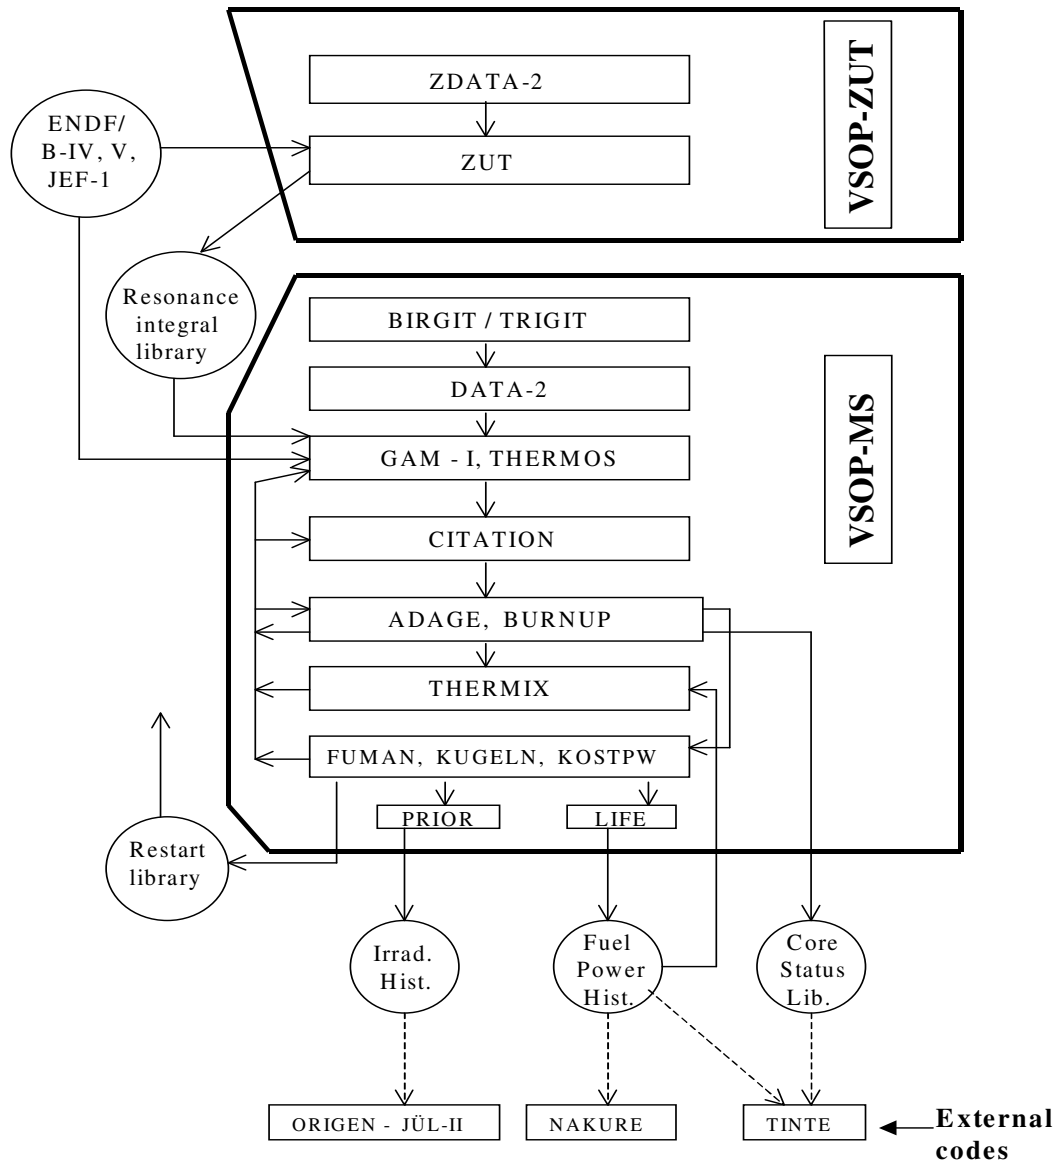 ZDATA-2
VSOP-ZUT
ENDF/
B-IV, V,
JEF-1
ZUT
Resonance
integral
library
BIRGIT / TRIGIT
DATA-2
VSOP-MS
GAM - I, THERMOS
CITATION
ADAGE, BURNUP
THERMIX
FUMAN, KUGELN, KOSTPW
PRIOR
LIFE
Restart
library
Irrad.
Hist.
Fuel
Power
Hist.
Core
Status
Lib.
ORIGEN - JÜL-II
NAKURE
TINTE
External
codes